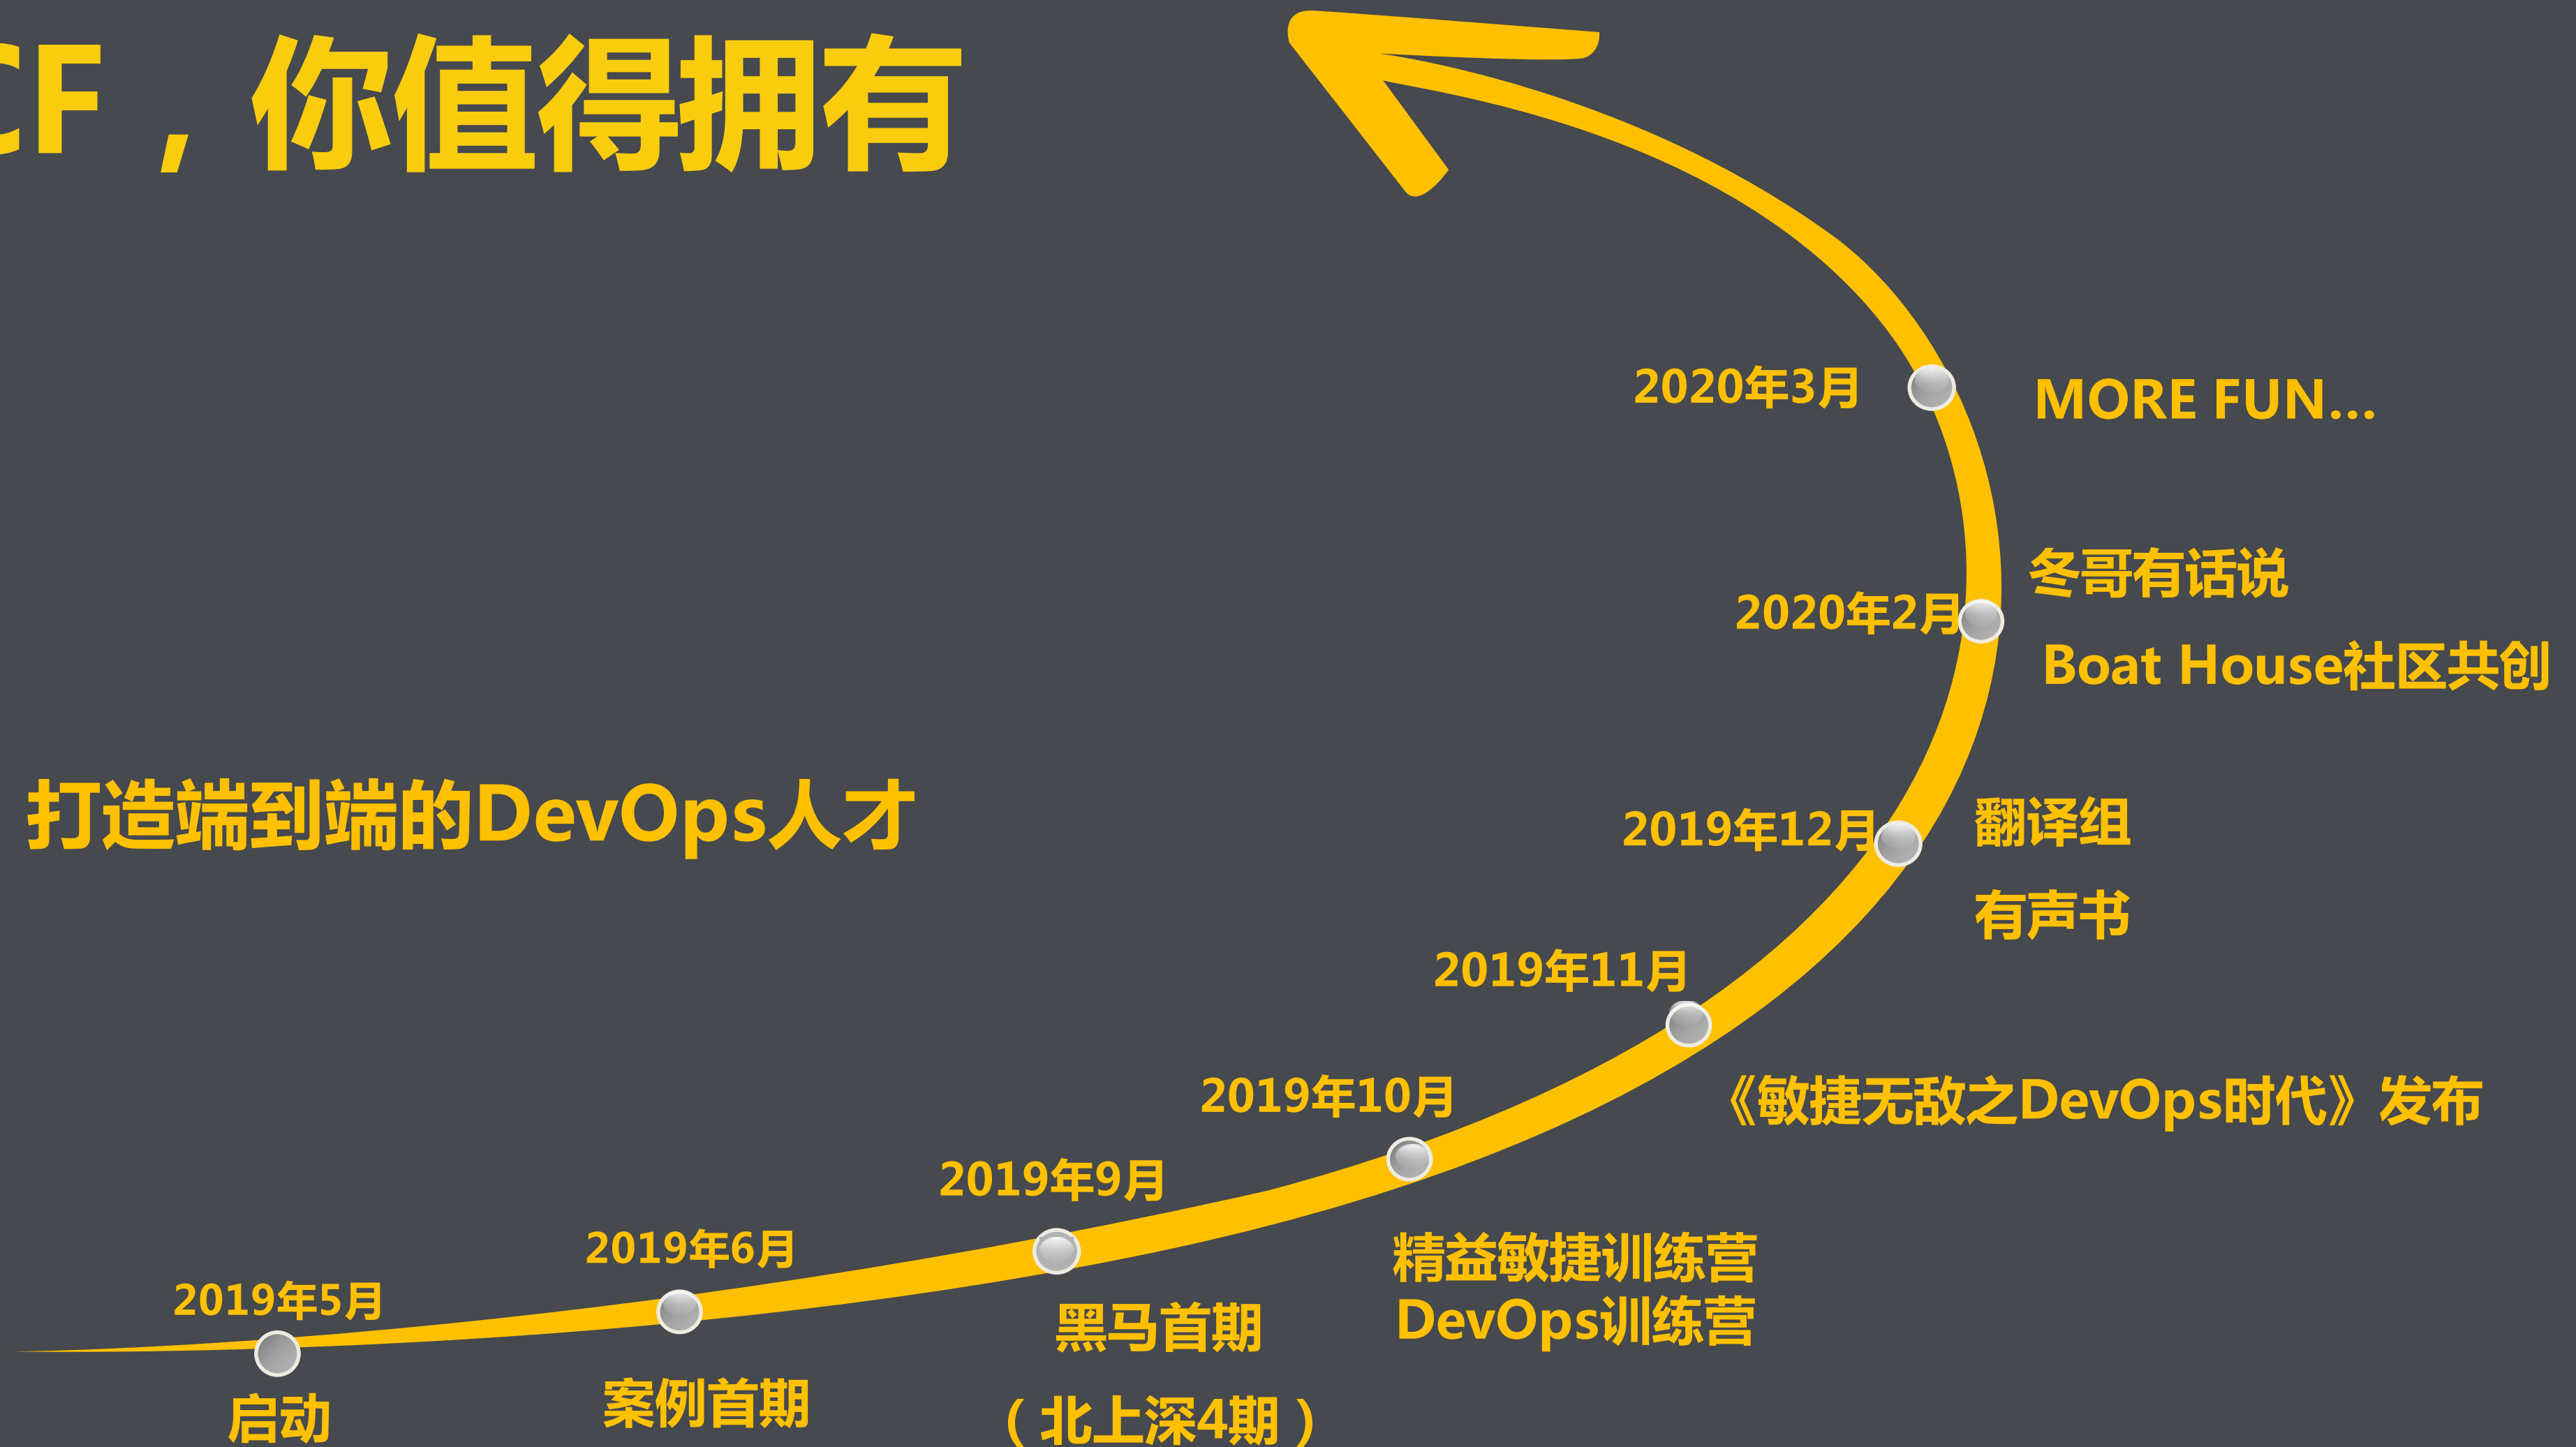 CF，你值得拥有
2020年3月
MORE FUN…
冬哥有话说
2020年2月
Boat House社区共创
打造端到端的DevOps人才
2019年12月
翻译组
有声书
2019年11月
《敏捷无敌之DevOps时代》发布
2019年10月
精益敏捷训练营
DevOps训练营
2019年9月
黑马首期
（北上深4期）
2019年6月
案例首期
2019年5月
启动